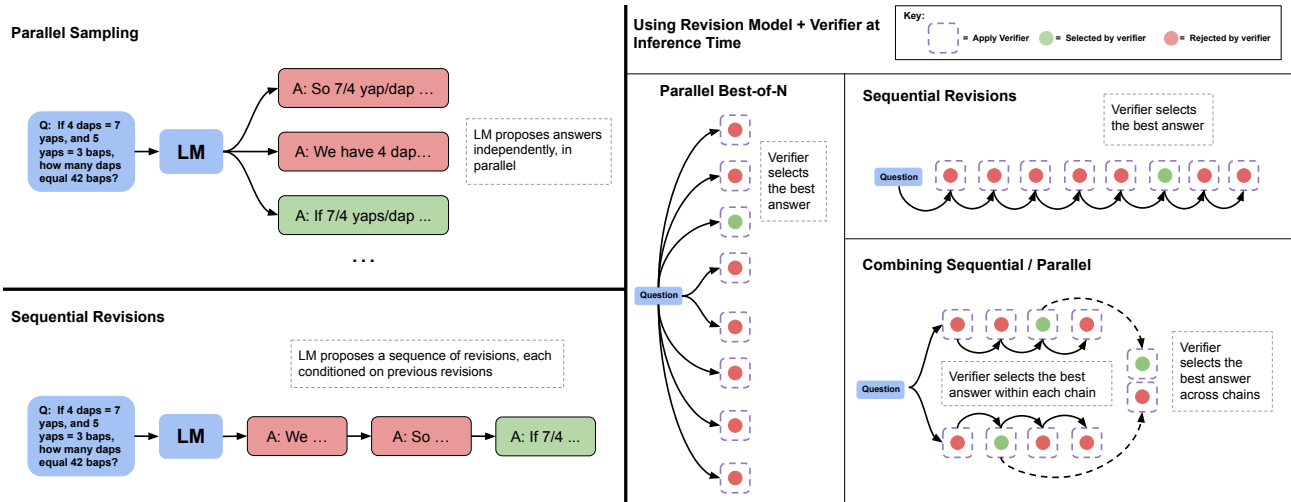 Parallel Sampling
Q: If 4 daps = 7
yaps, and 5
yaps = 3 baps,
how many daps
equal 42 baps?
LM
A: So 7/4 yap/dap ...
A: We have 4 dap...
A: If 7/4 yaps/dap ...
...
LM proposes answers
independently, in
parallel
Sequential Revisions
LM proposes a sequence of revisions, each
conditioned on previous revisions
Q: If 4 daps = 7
yaps, and 5
yaps = 3 baps,
how many daps
equal 42 baps?
LM
A: We ...
A: So ...
A: If 7/4 ...
Using Revision Model + Verifier at
Inference Time
Key:
= Apply Verifier
= Selected by verifier
= Rejected by verifier
Parallel Best-of-N
Question
Verifier
selects
the best
answer
Sequential Revisions
Verifier selects
the best answer
Question
Combining Sequential / Parallel
Question
Verifier selects the best
answer within each chain
Verifier
selects the
best answer
across chains